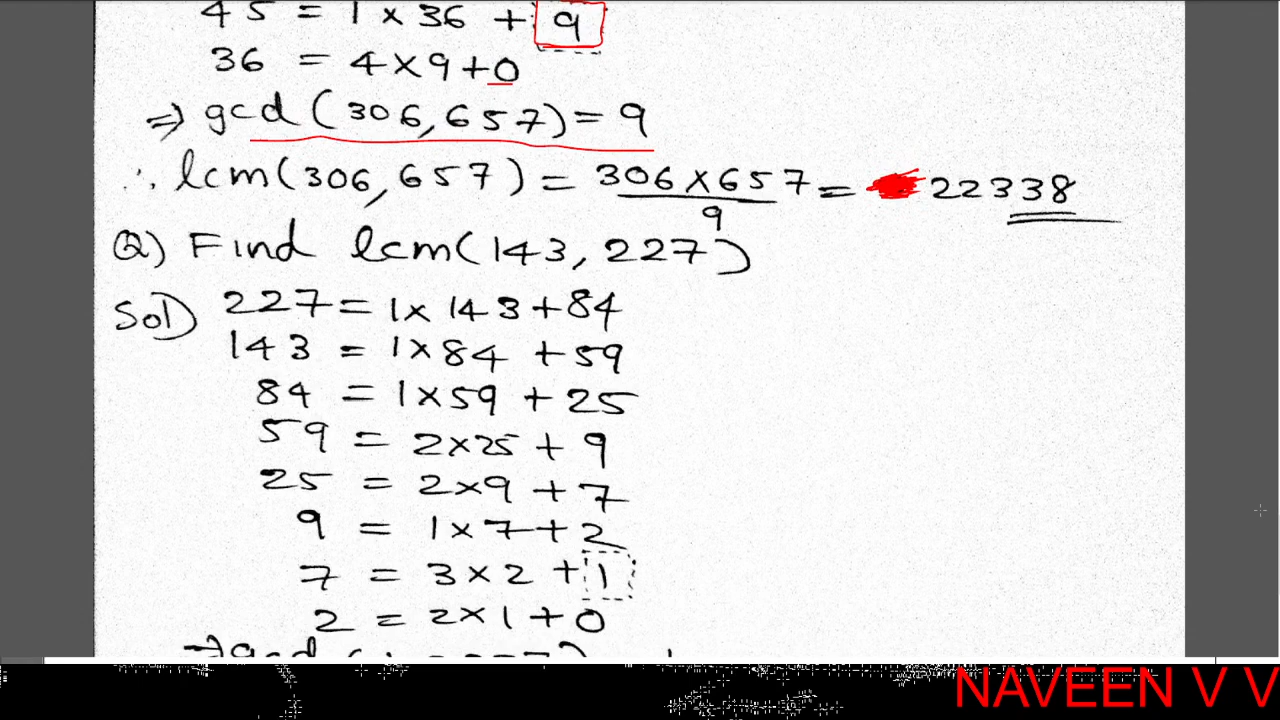 45 = 1 × 36 + 9
36 = 4 × 9 + 0
⇒ gcd (306, 657) = 9
∴ lcm (306, 657) = 306 × 657 / 9 = 22338
Q) Find lcm (143, 227)
Sol) 227 = 1 × 143 + 84
143 = 1 × 84 + 59
84 = 1 × 59 + 25
59 = 2 × 25 + 9
25 = 2 × 9 + 7
9 = 1 × 7 + 2
7 = 3 × 2 + 1
2 = 2 × 1 + 0
⇒ gcd
NAVEEN V V